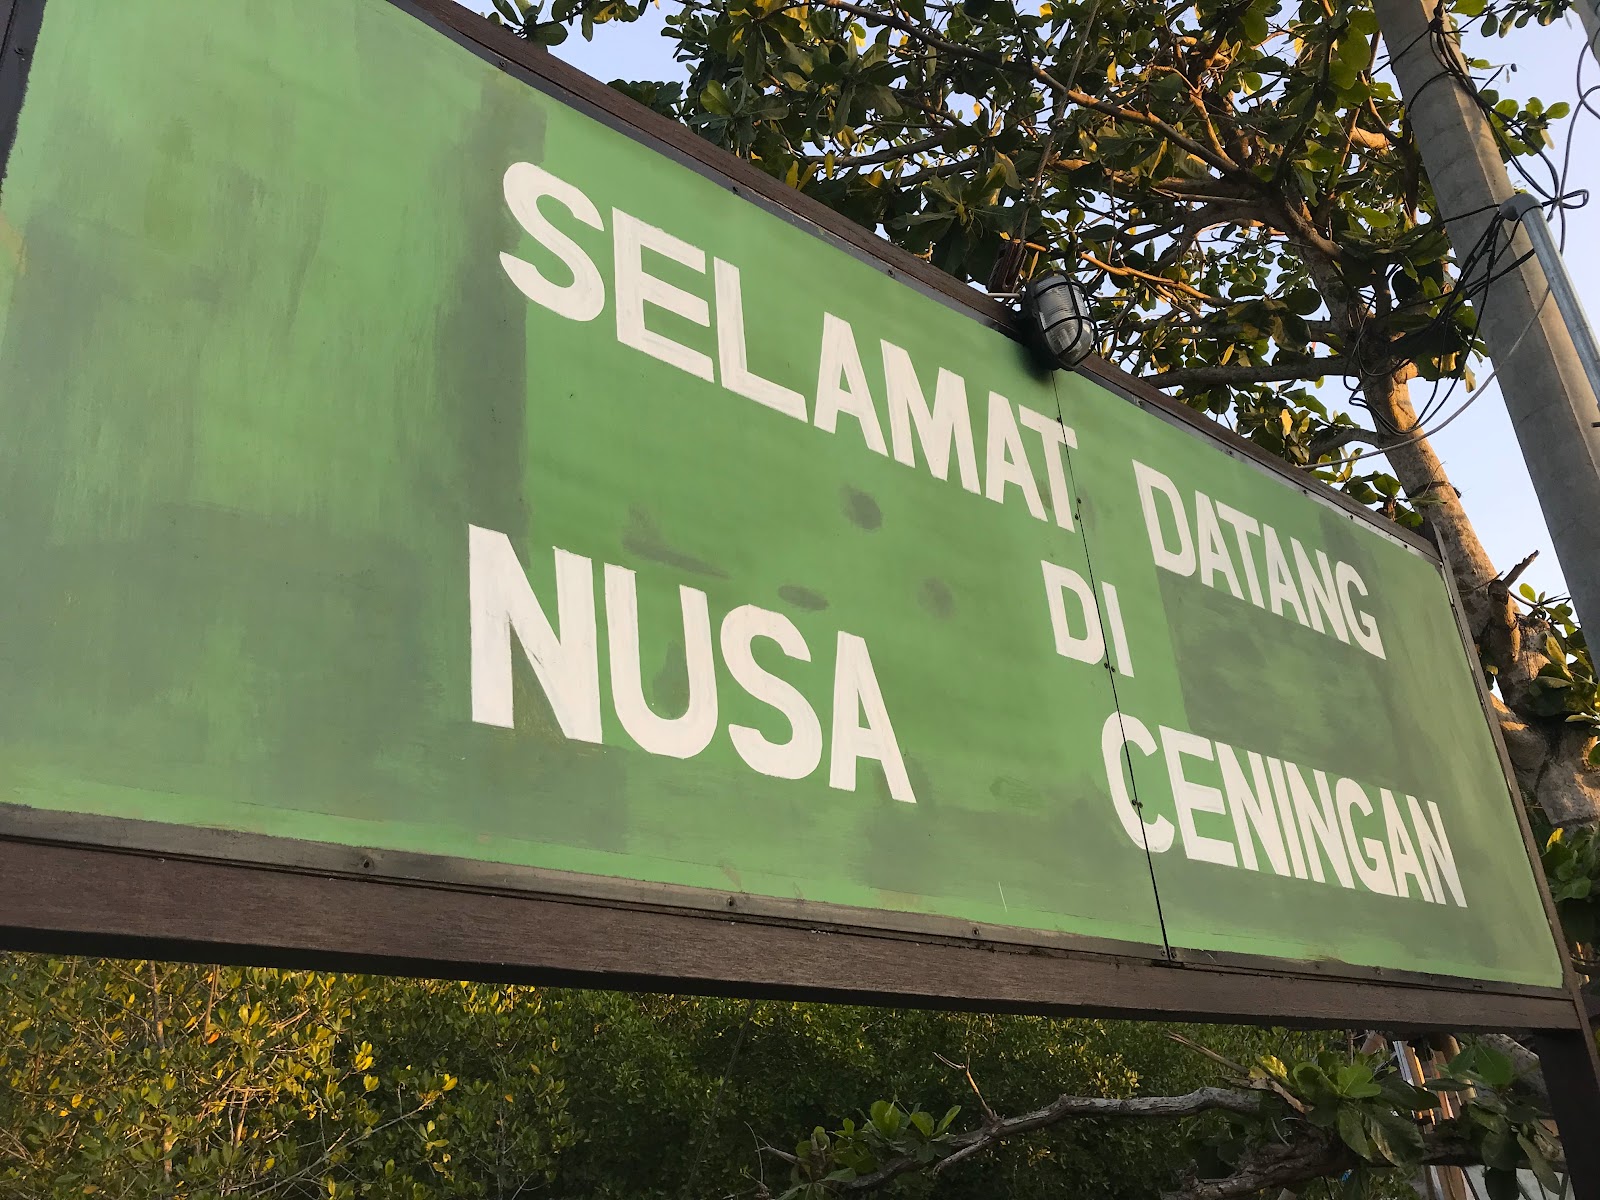 SELAMAT DATANG
DI
NUSA CENINGAN